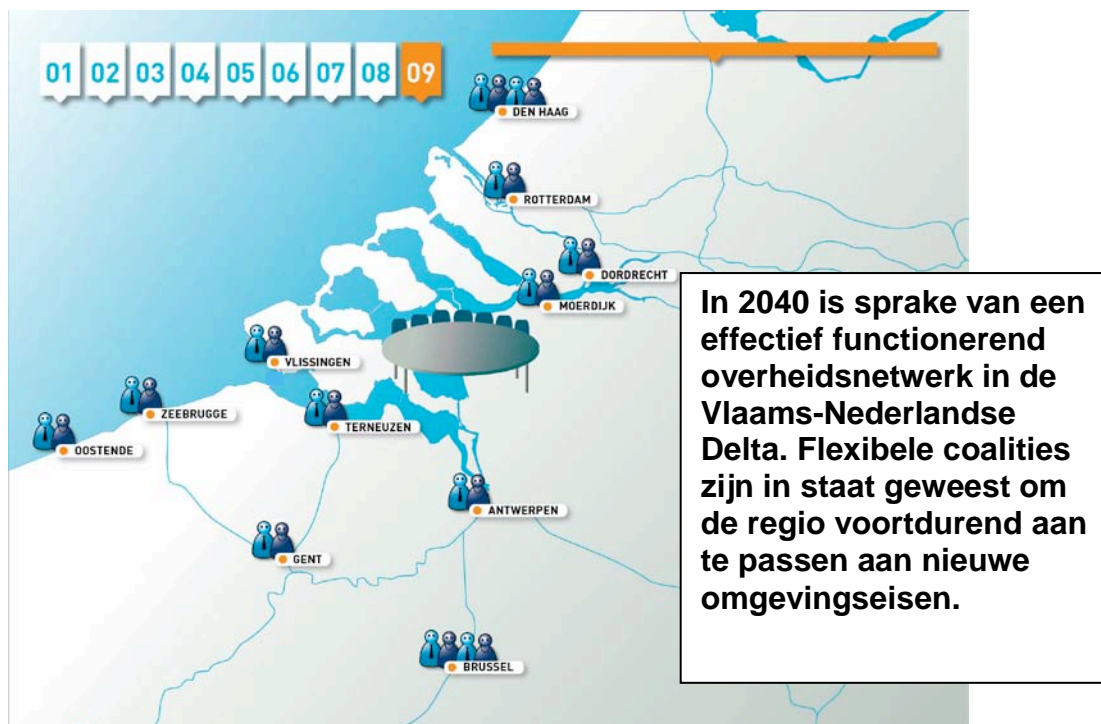 01 02 03 04 05 06 07 08 09
DEN HAAG
ROTTERDAM
DORDRECHT
MOERDIJK
VLISSINGEN
ZEEBRUGGE
TERNEUZEN
OOSTENDE
ANTWERPEN
GENT
BRUSSEL
In 2040 is sprake van een
effectief functionerend
overheidsnetwerk in de
Vlaams-Nederlandse
Delta. Flexibele coalities
zijn in staat geweest om
de regio voortdurend aan
te passen aan nieuwe
omgevingseisen.